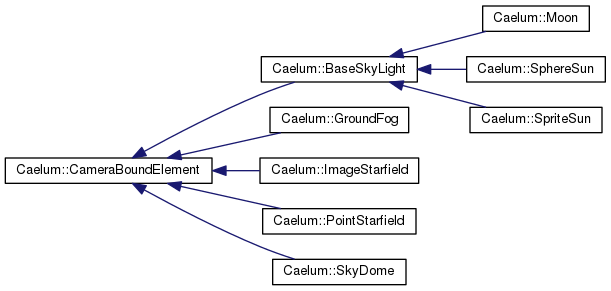 Caelum::Moon
Caelum::BaseSkyLight
Caelum::SphereSun
Caelum::GroundFog
Caelum::SpriteSun
Caelum::CameraBoundElement
Caelum::ImageStarfield
Caelum::PointStarfield
Caelum::SkyDome